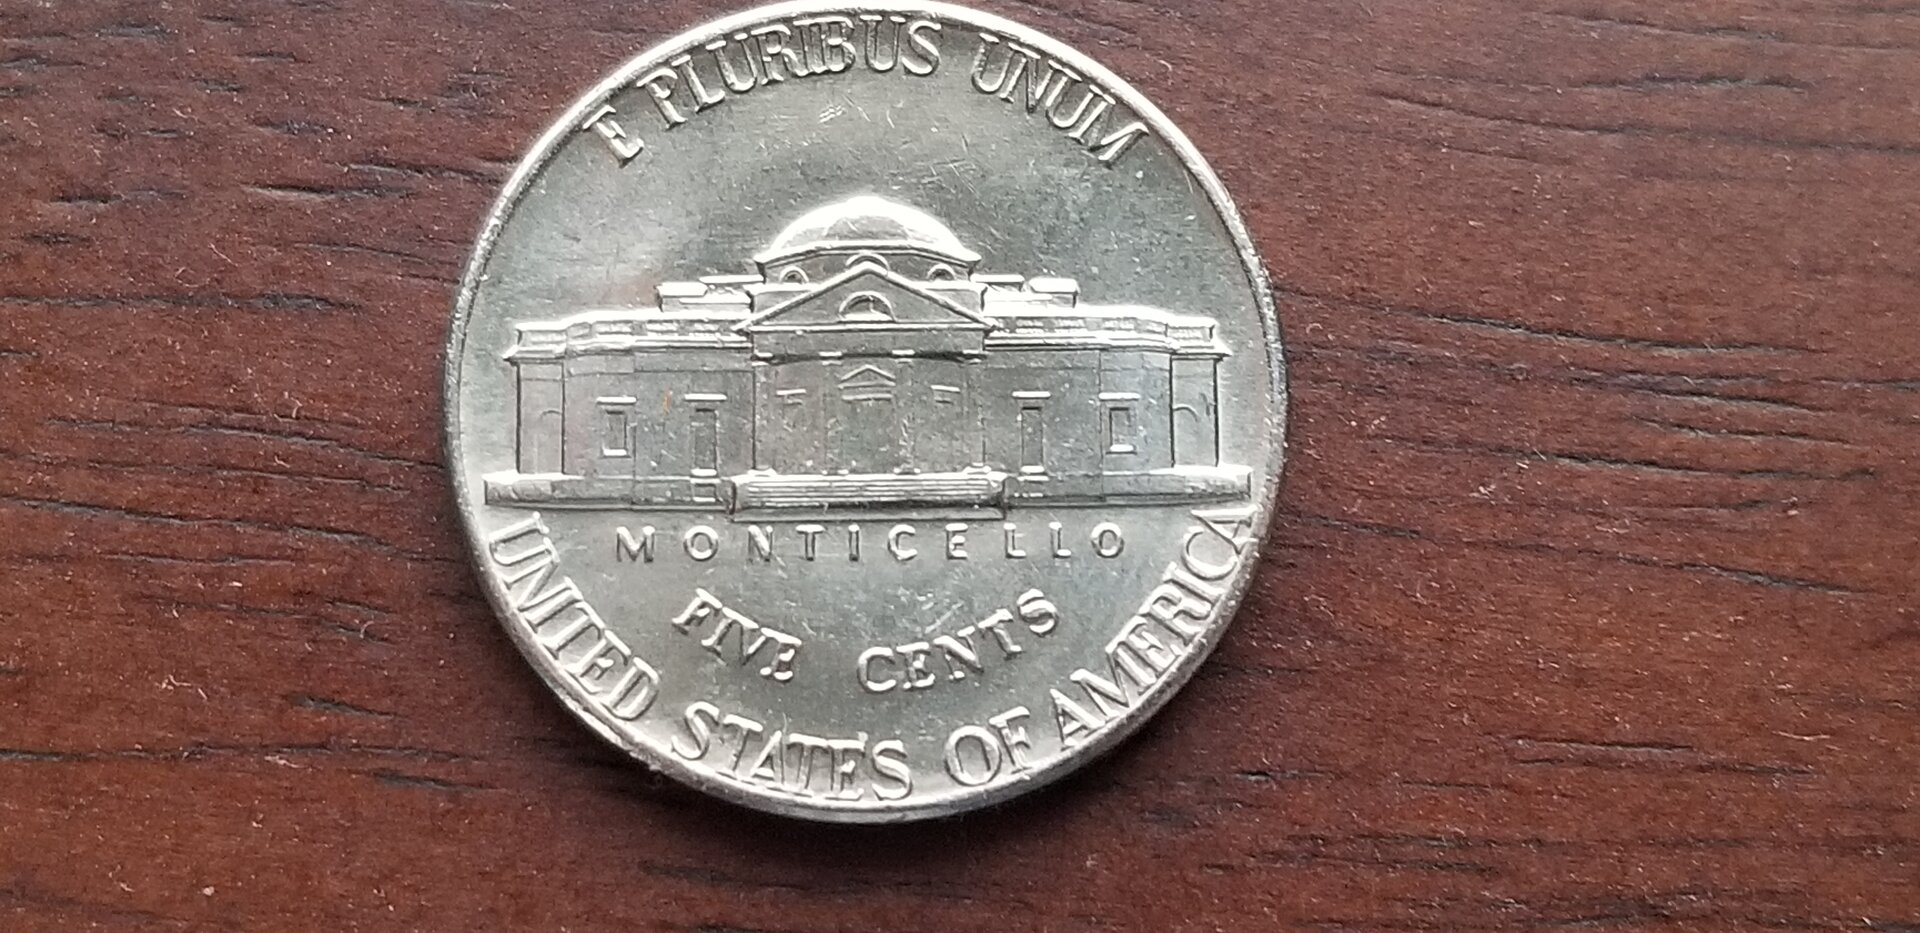 E PLURIBUS UNUM
MONTICELLO
FIVE CENTS
UNITED STATES OF AMERICA